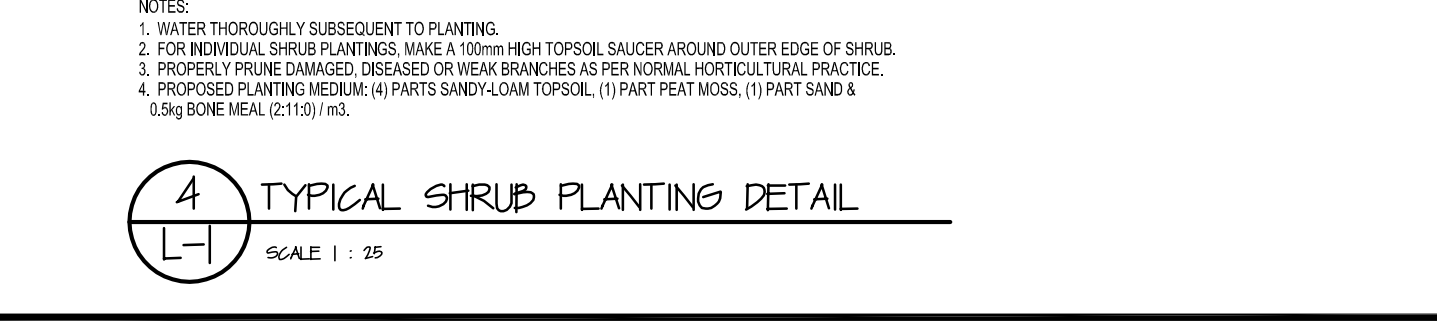 NOTES:
1. WATER THOROUGHLY SUBSEQUENT TO PLANTING.
2. FOR INDIVIDUAL SHRUB PLANTINGS, MAKE A 100mm HIGH TOPSOIL SAUCER AROUND OUTER EDGE OF SHRUB.
3. PROPERLY PRUNE DAMAGED, DISEASED OR WEAK BRANCHES AS PER NORMAL HORTICULTURAL PRACTICE.
4. PROPOSED PLANTING MEDIUM: (4) PARTS SANDY-LOAM TOPSOIL, (1) PART PEAT MOSS, (1) PART SAND &
0.5kg BONE MEAL (2:11:0) / m3.
4 TYPICAL SHRUB PLANTING DETAIL
L-1 SCALE 1 : 25